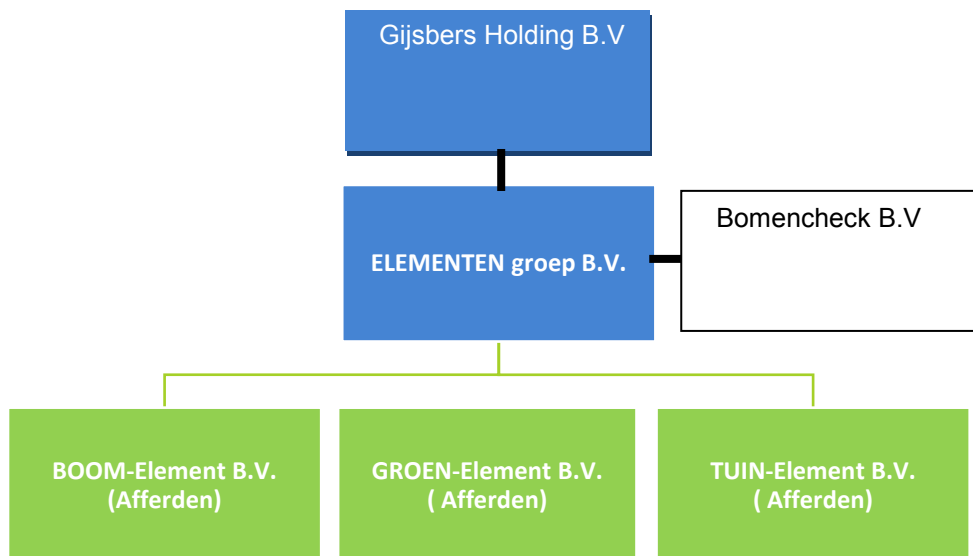 Gijsbers Holding B.V
ELEMENTEN groep B.V.
Bomencheck B.V
BOOM-Element B.V.
(Afferden)
GROEN-Element B.V.
( Afferden)
TUIN-Element B.V.
( Afferden)